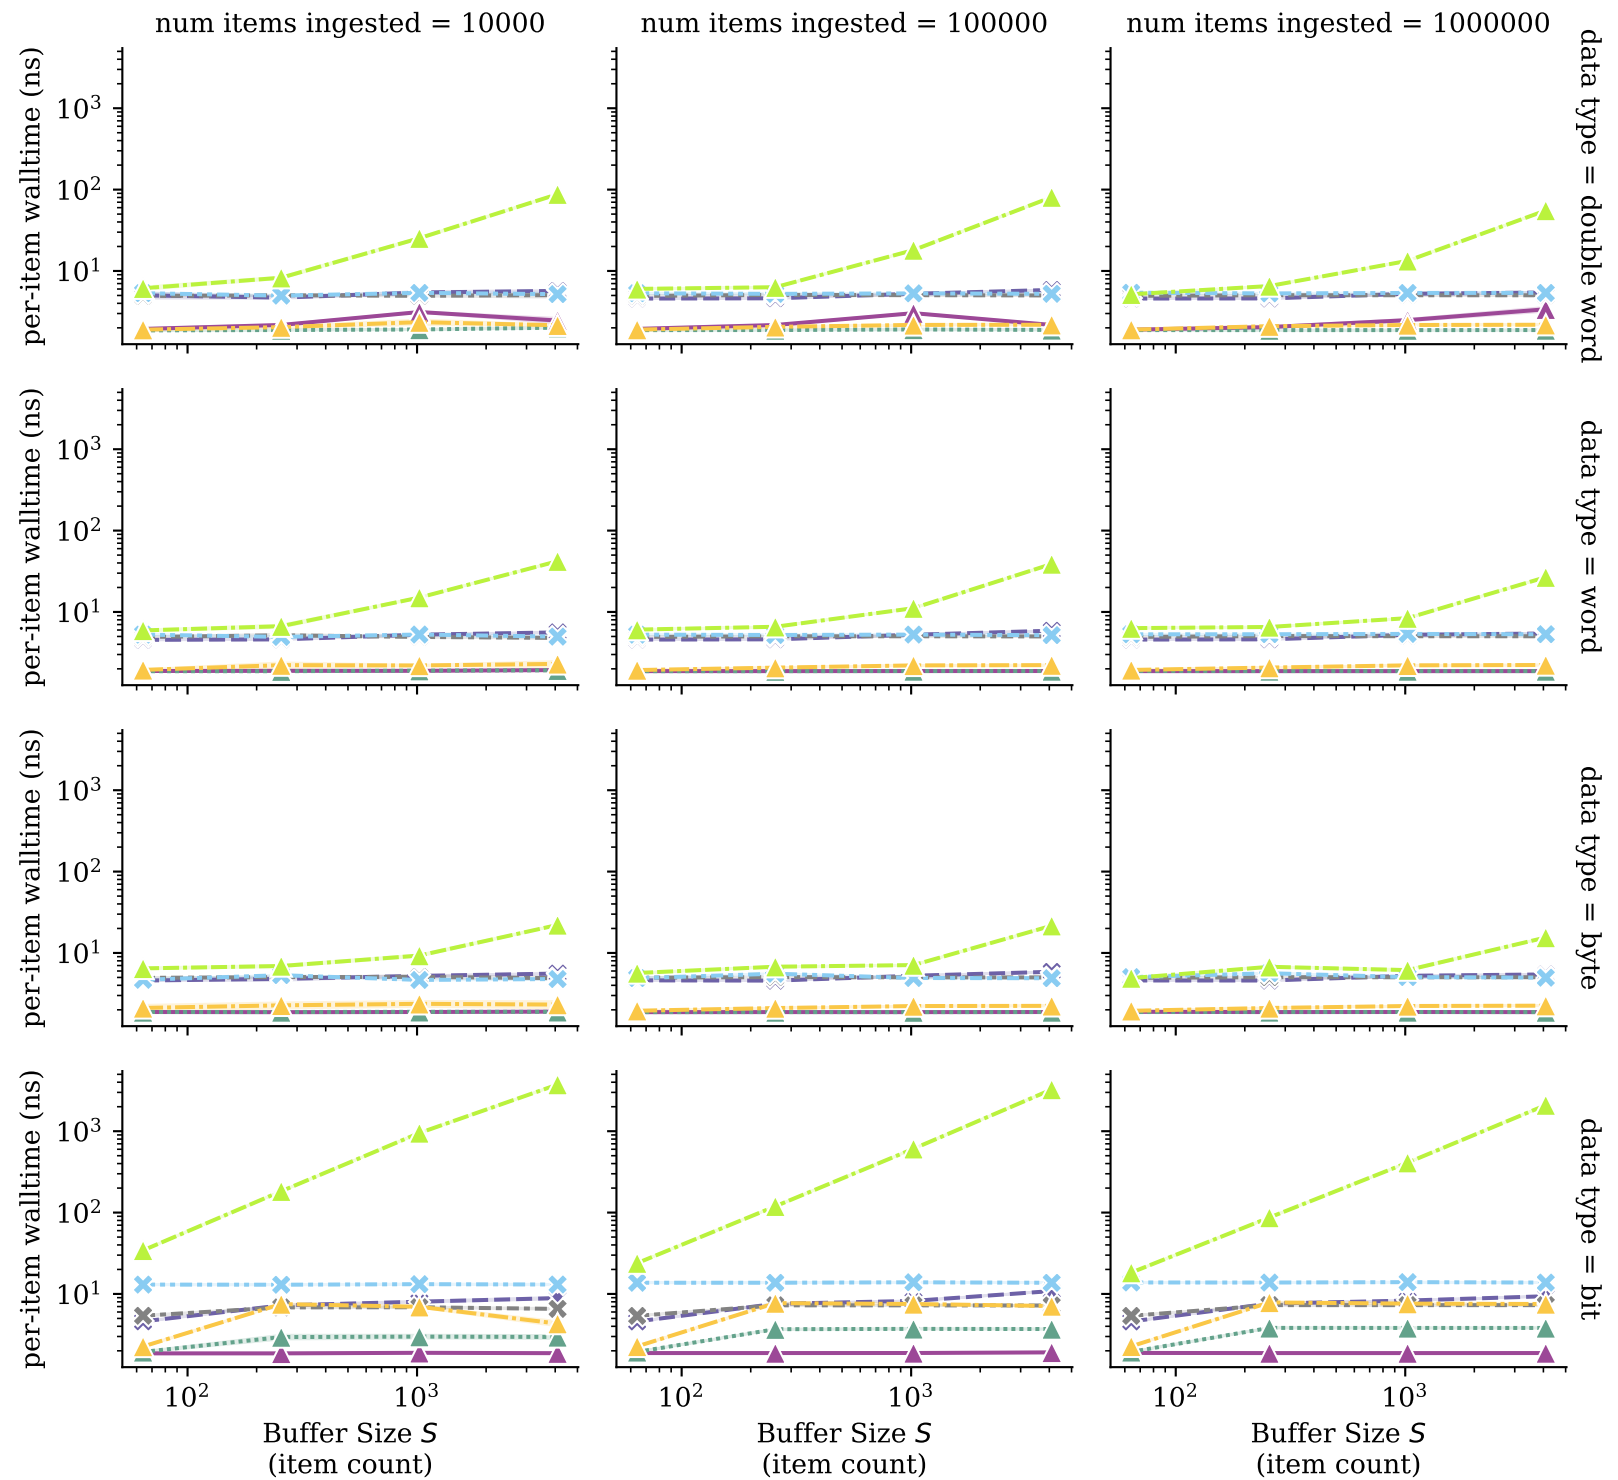 num items ingested = 10000
num items ingested = 100000
num items ingested = 1000000
per-item walltime (ns)
10³
10²
10¹
data type = double word
per-item walltime (ns)
10³
10²
10¹
data type = word
per-item walltime (ns)
10³
10²
10¹
data type = byte
per-item walltime (ns)
10³
10²
10¹
data type = bit
10²
10³
10²
10³
10²
10³
Buffer Size S
(item count)
Buffer Size S
(item count)
Buffer Size S
(item count)